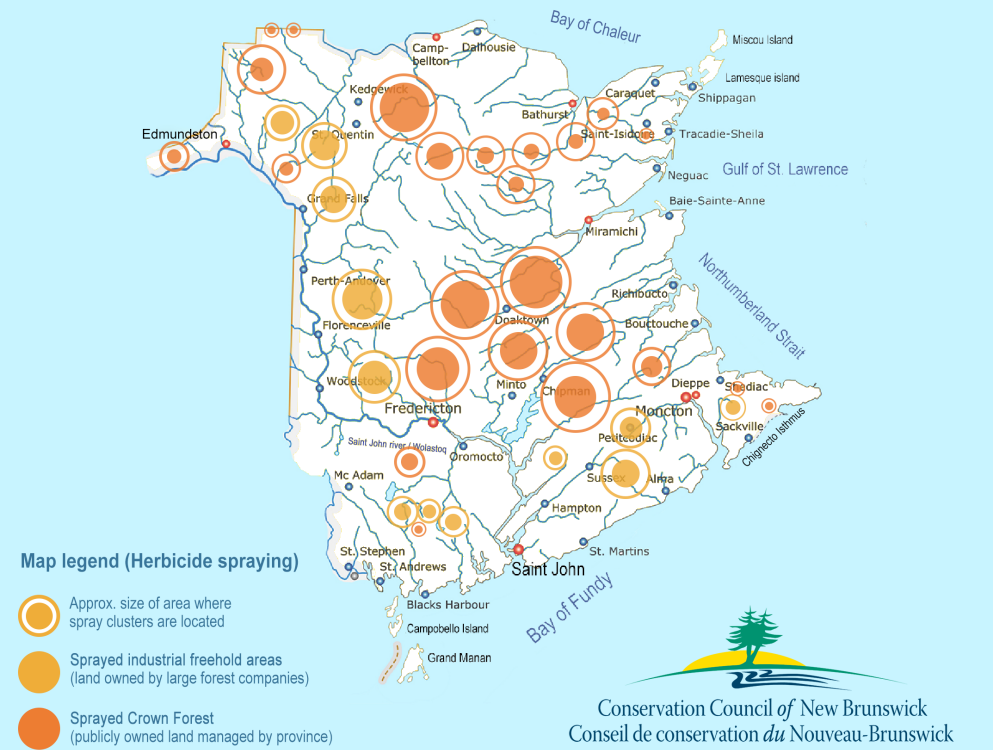 Bay of Chaleur
Miscou Island
Camp-
bellton
Dalhousie
Lamesque island
Kedgewick
Caraquet
Shippagan
Bathurst
Edmundston
St. Quentin
Saint-Isidore
Tracadie-Sheila
Gulf of St. Lawrence
Neguac
Grand Falls
Baie-Sainte-Anne
Miramichi
Northumberland Strait
Perth-Andover
Richibucto
Doaktown
Florenceville
Bouctouche
Woodstock
Minto
Chipman
Dieppe
Shediac
Fredericton
Moncton
Sackville
Petitcodiac
Chignecto Isthmus
Saint John river / Wolastoq
Oromocto
Mc Adam
Sussex
Alma
Hampton
St. Stephen
St. Martins
St. Andrews
Saint John
Blacks Harbour
Bay of Fundy
Campobello Island
Grand Manan
Map legend (Herbicide spraying)
Approx. size of area where
spray clusters are located
Sprayed industrial freehold areas
(land owned by large forest companies)
Sprayed Crown Forest
(publicly owned land managed by province)
Conservation Council of New Brunswick
Conseil de conservation du Nouveau-Brunswick